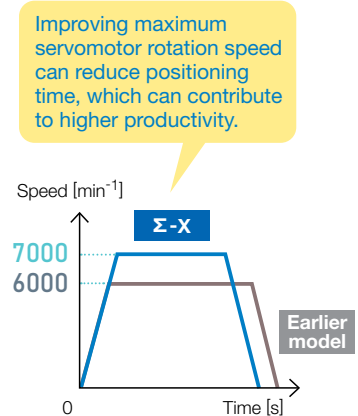 Improving maximum
servomotor rotation speed
can reduce positioning
time, which can contribute
to higher productivity.
Speed [min-1]
Σ-X
7000
6000
Earlier
model
0
Time [s]